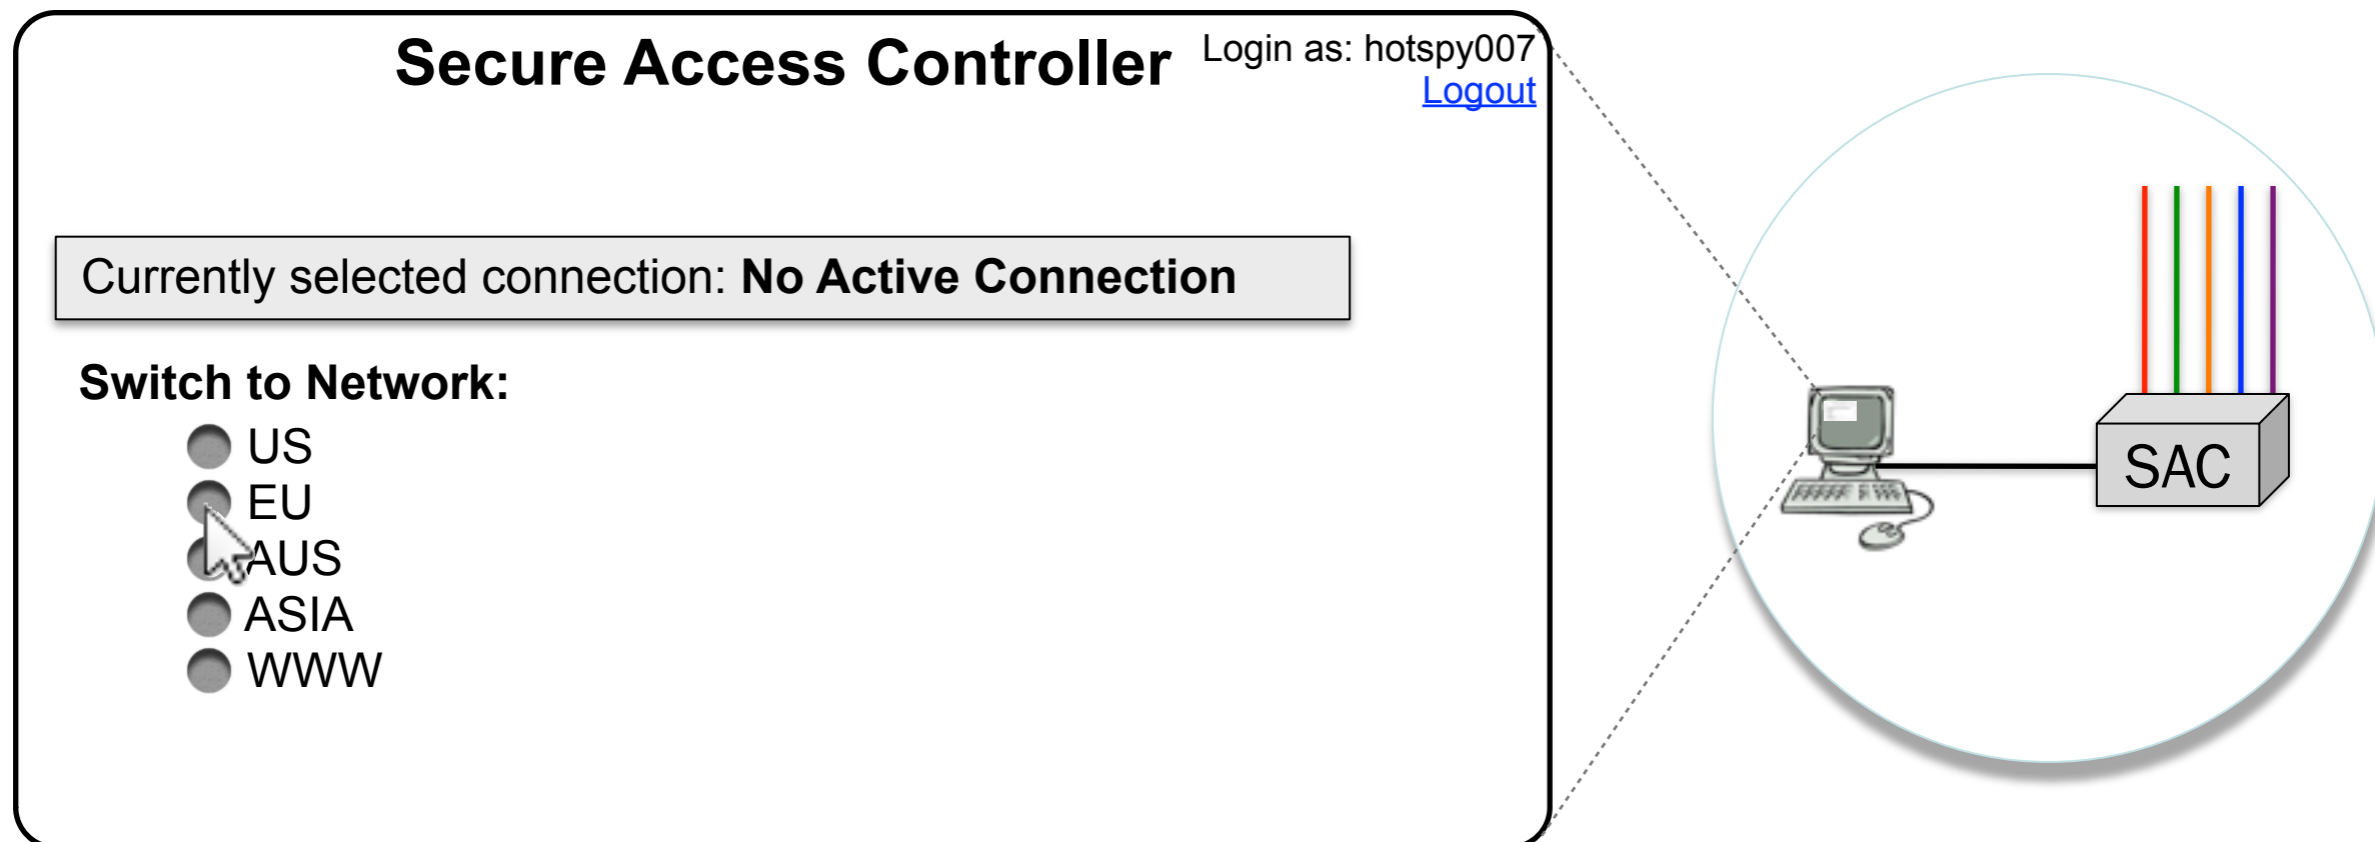 Secure Access Controller
Login as: hotspy007
Logout
Currently selected connection: No Active Connection
Switch to Network:
US
EU
AUS
ASIA
WWW
SAC